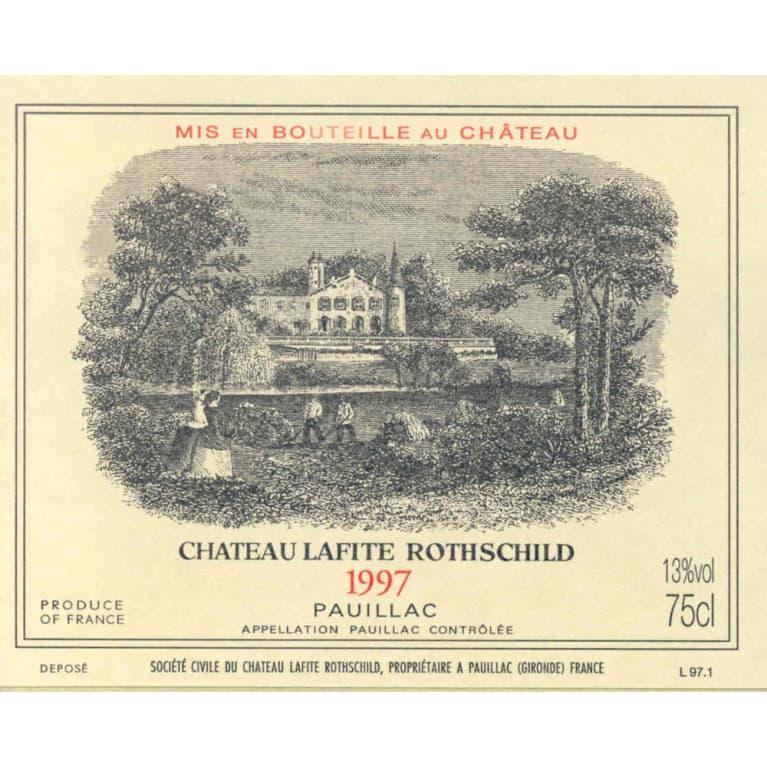 MIS EN BOUTEILLE AU CHÂTEAU
CHATEAU LAFITE ROTHSCHILD
1997
PAUILLAC
APPELLATION PAUILLAC CONTRÔLÉE
PRODUCE
OF FRANCE
13%vol
75cl
DEPOSÉ
SOCIÉTÉ CIVILE DU CHATEAU LAFITE ROTHSCHILD, PROPRIÉTAIRE A PAUILLAC (GIRONDE) FRANCE
L 97.1